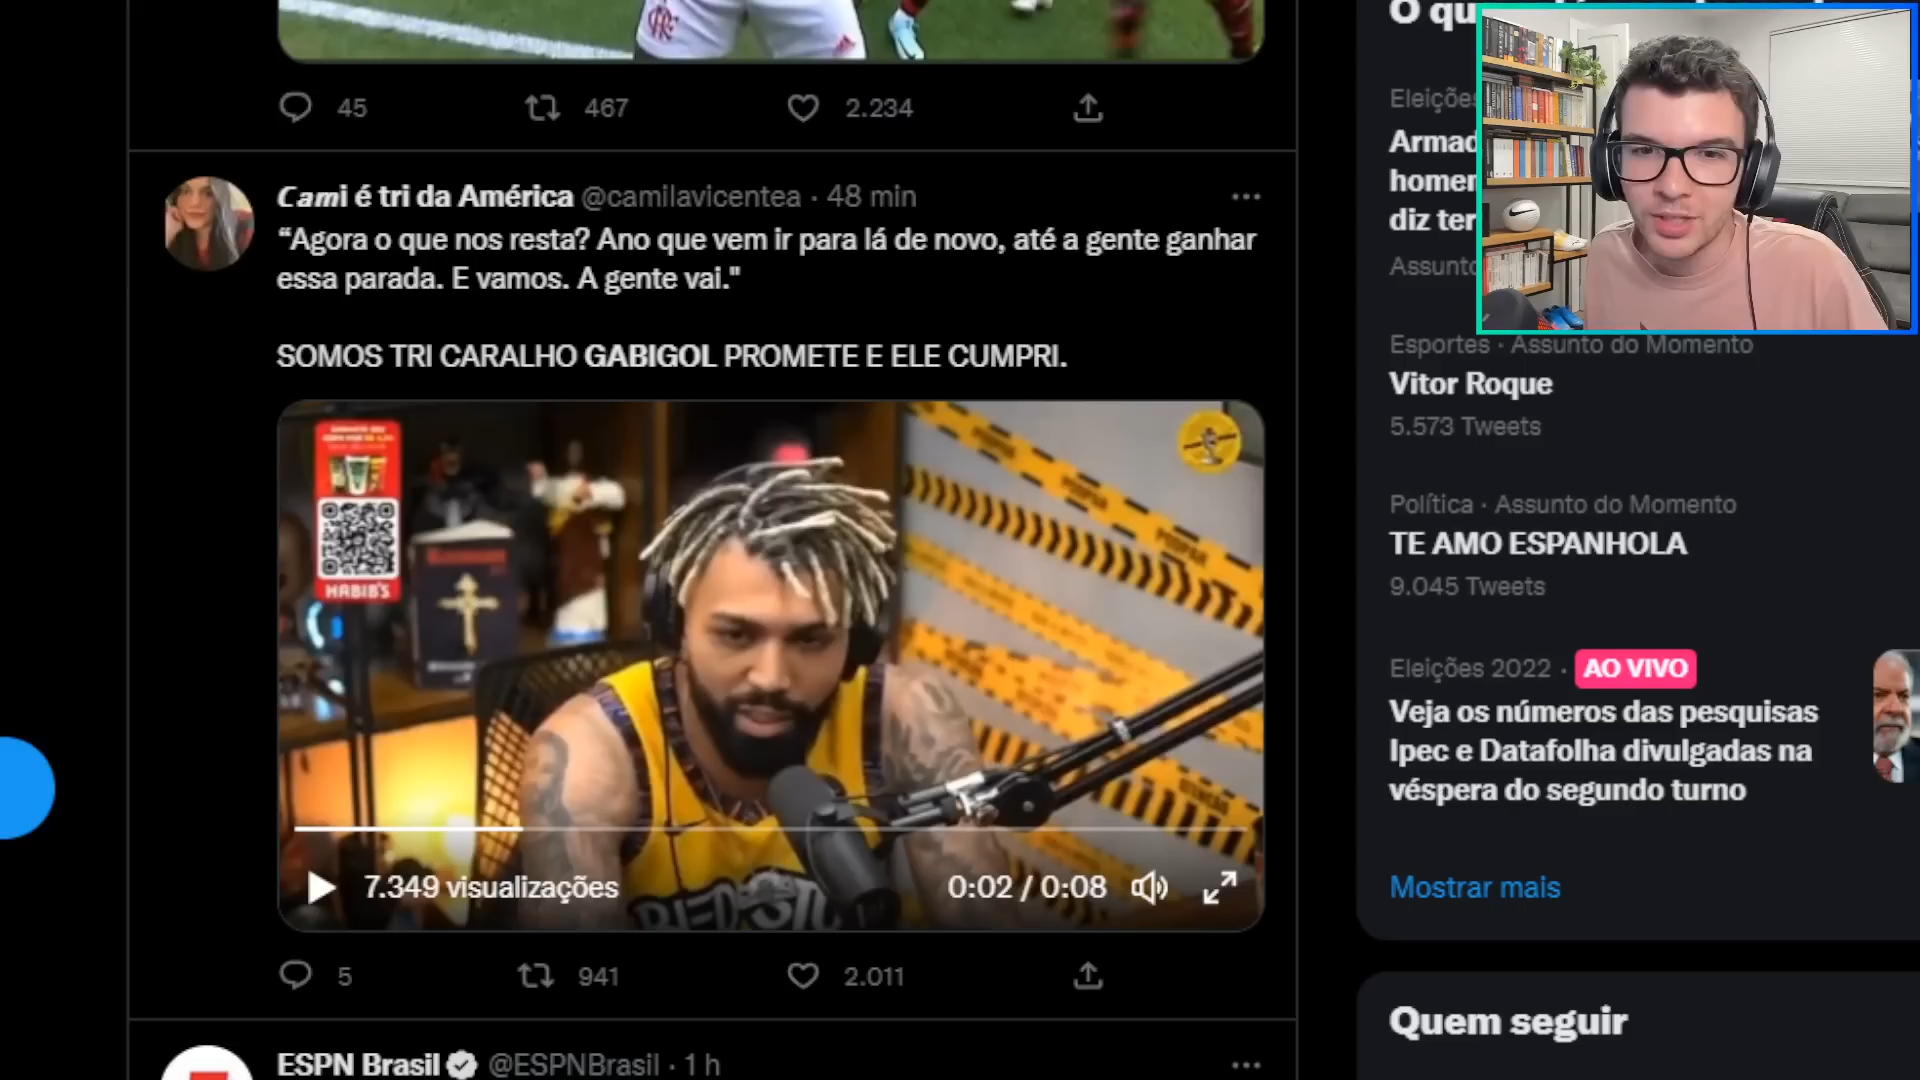 45
467
2.234
Cami é tri da América @camilavicentea · 48 min
“Agora o que nos resta? Ano que vem ir para lá de novo, até a gente ganhar
essa parada. E vamos. A gente vai."
SOMOS TRI CARALHO GABIGOL PROMETE E ELE CUMPRI.
HABIB'S
7.349 visualizações
0:02 / 0:08
5
941
2.011
ESPN Brasil @ESPNBrasil · 1 h
O qu
Eleições
Armad
homen
diz ter
Assunto
Esportes · Assunto do Momento
Vitor Roque
5.573 Tweets
Política · Assunto do Momento
TE AMO ESPANHOLA
9.045 Tweets
Eleições 2022 · AO VIVO
Veja os números das pesquisas
Ipec e Datafolha divulgadas na
véspera do segundo turno
Mostrar mais
Quem seguir